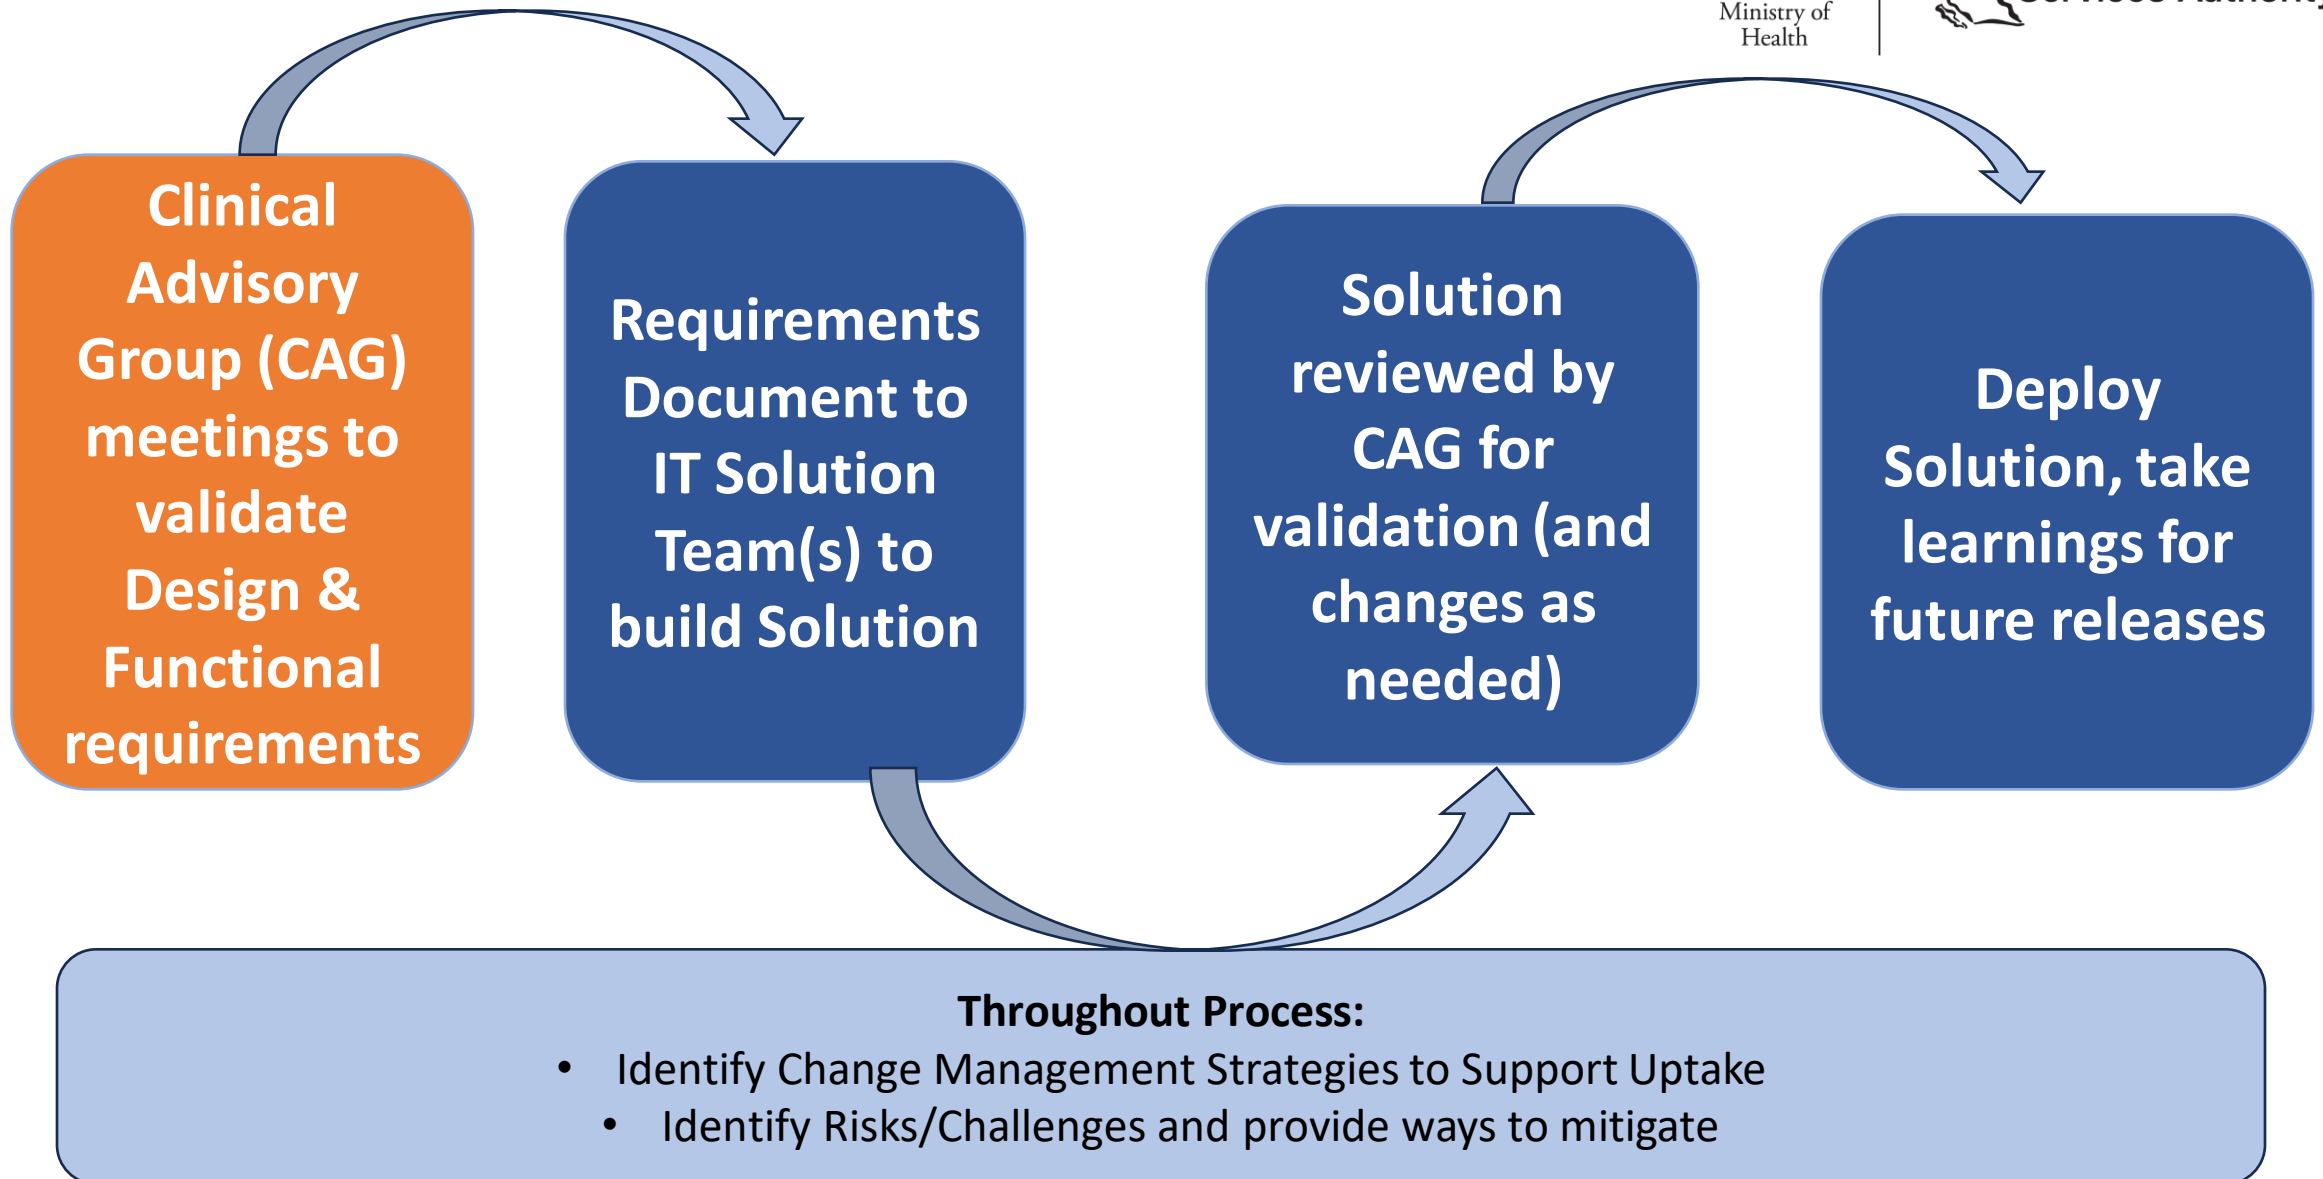 Ministry of
Health
Services Authority
Clinical
Advisory
Group (CAG)
meetings to
validate
Design &
Functional
requirements
Requirements
Document to
IT Solution
Team(s) to
build Solution
Solution
reviewed by
CAG for
validation (and
changes as
needed)
Deploy
Solution, take
learnings for
future releases
Throughout Process:
• Identify Change Management Strategies to Support Uptake
• Identify Risks/Challenges and provide ways to mitigate